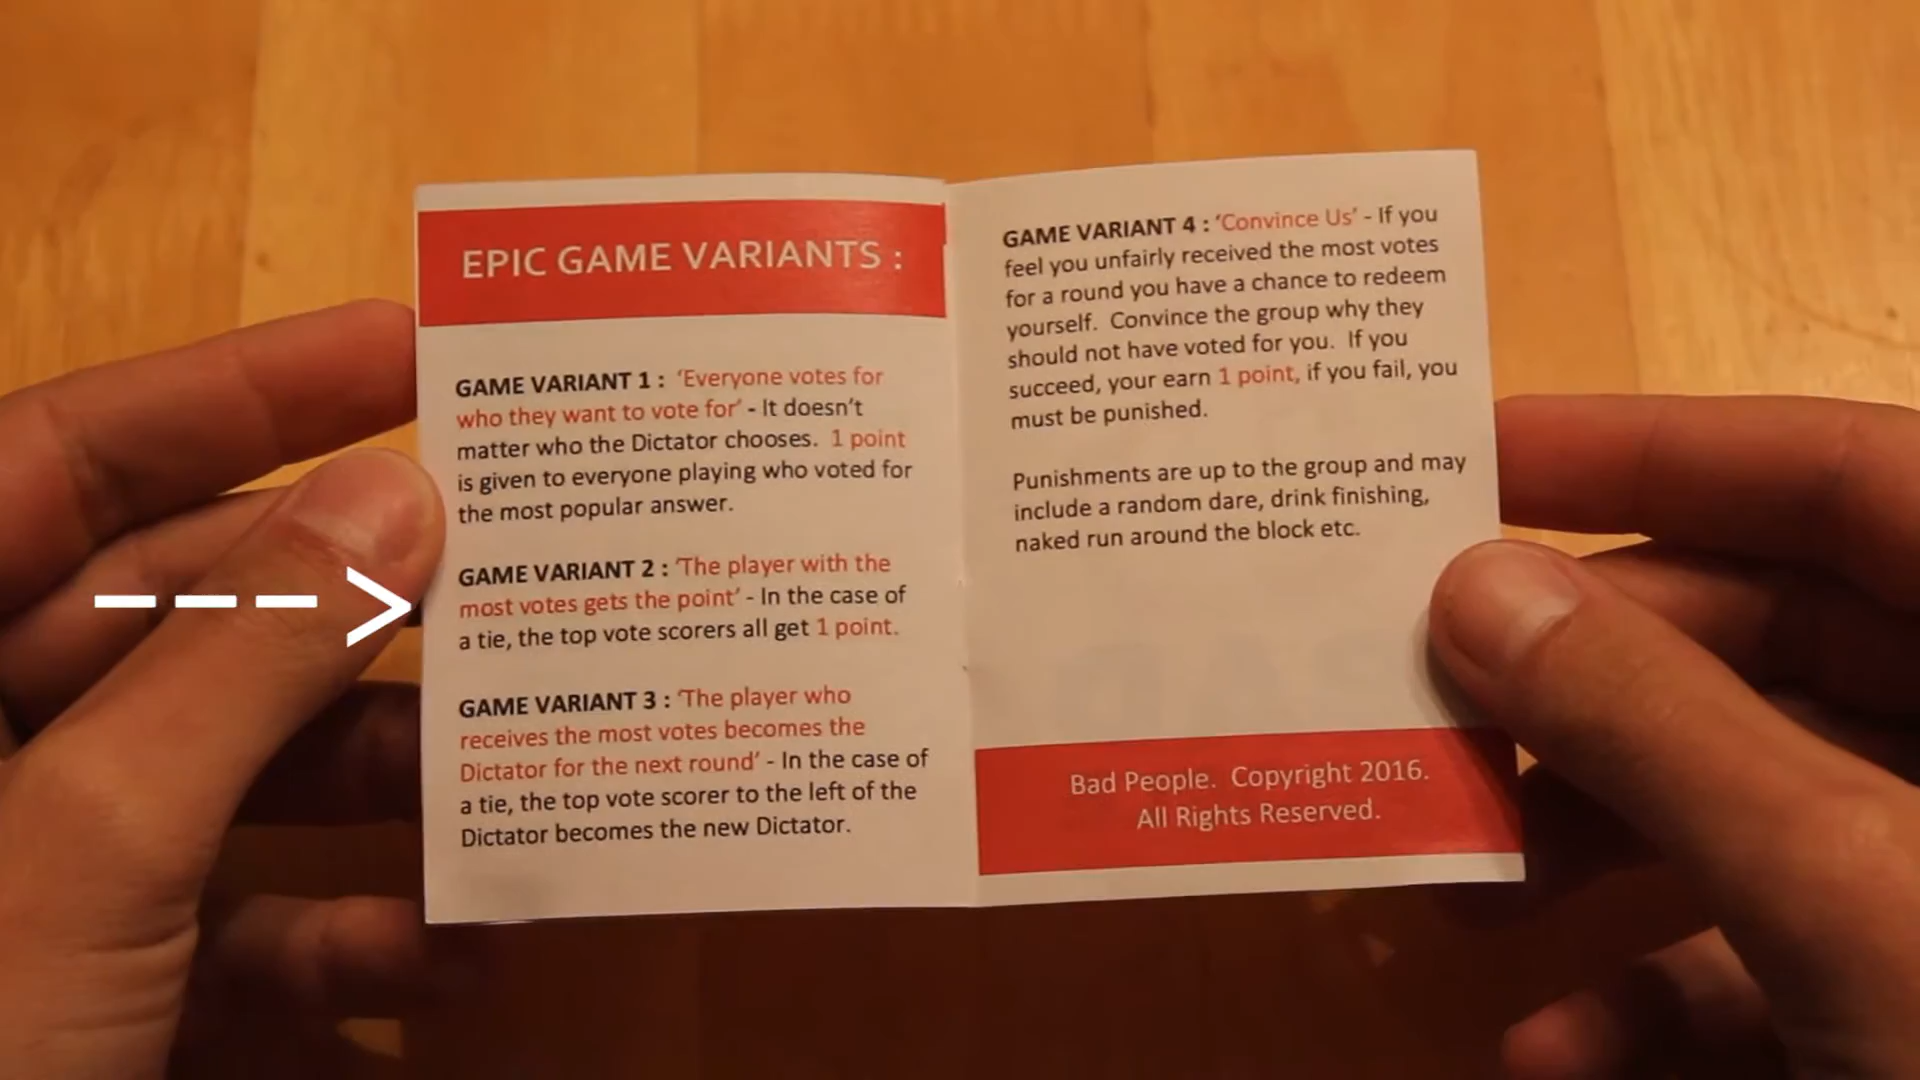 EPIC GAME VARIANTS :
GAME VARIANT 1 : 'Everyone votes for
who they want to vote for' - It doesn't
matter who the Dictator chooses. 1 point
is given to everyone playing who voted for
the most popular answer.
GAME VARIANT 2 : 'The player with the
most votes gets the point' - In the case of
a tie, the top vote scorers all get 1 point.
GAME VARIANT 3 : 'The player who
receives the most votes becomes the
Dictator for the next round' - In the case of
a tie, the top vote scorer to the left of the
Dictator becomes the new Dictator.
GAME VARIANT 4 : 'Convince Us' - If you
feel you unfairly received the most votes
for a round you have a chance to redeem
yourself. Convince the group why they
should not have voted for you. If you
succeed, your earn 1 point, if you fail, you
must be punished.
Punishments are up to the group and may
include a random dare, drink finishing,
naked run around the block etc.
Bad People. Copyright 2016.
All Rights Reserved.
--->